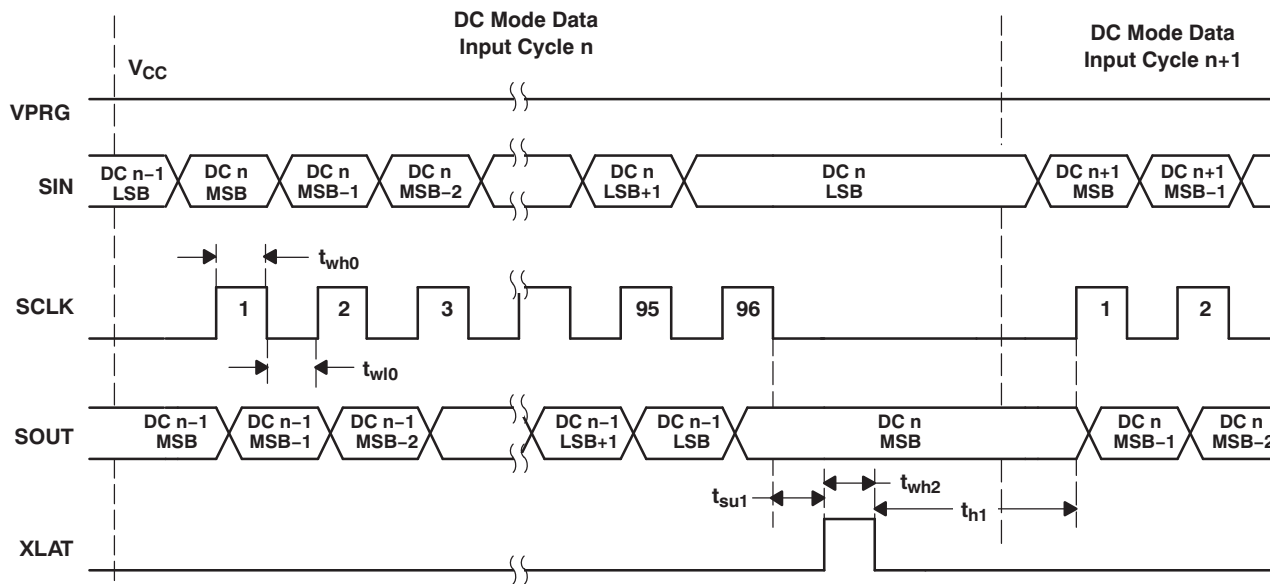 DC Mode Data
Input Cycle n
DC Mode Data
Input Cycle n+1
VCC
VPRG
SIN
DC n−1
LSB
DC n
MSB
DC n
MSB-1
DC n
MSB-2
DC n
LSB+1
DC n
LSB
DC n+1
MSB
DC n+1
MSB-1
twh0
SCLK
1
2
3
95
96
1
2
twl0
SOUT
DC n−1
MSB
DC n−1
MSB-1
DC n−1
MSB-2
DC n−1
LSB+1
DC n−1
LSB
DC n
MSB
DC n
MSB-1
DC n
MSB-2
tsu1
twh2
th1
XLAT